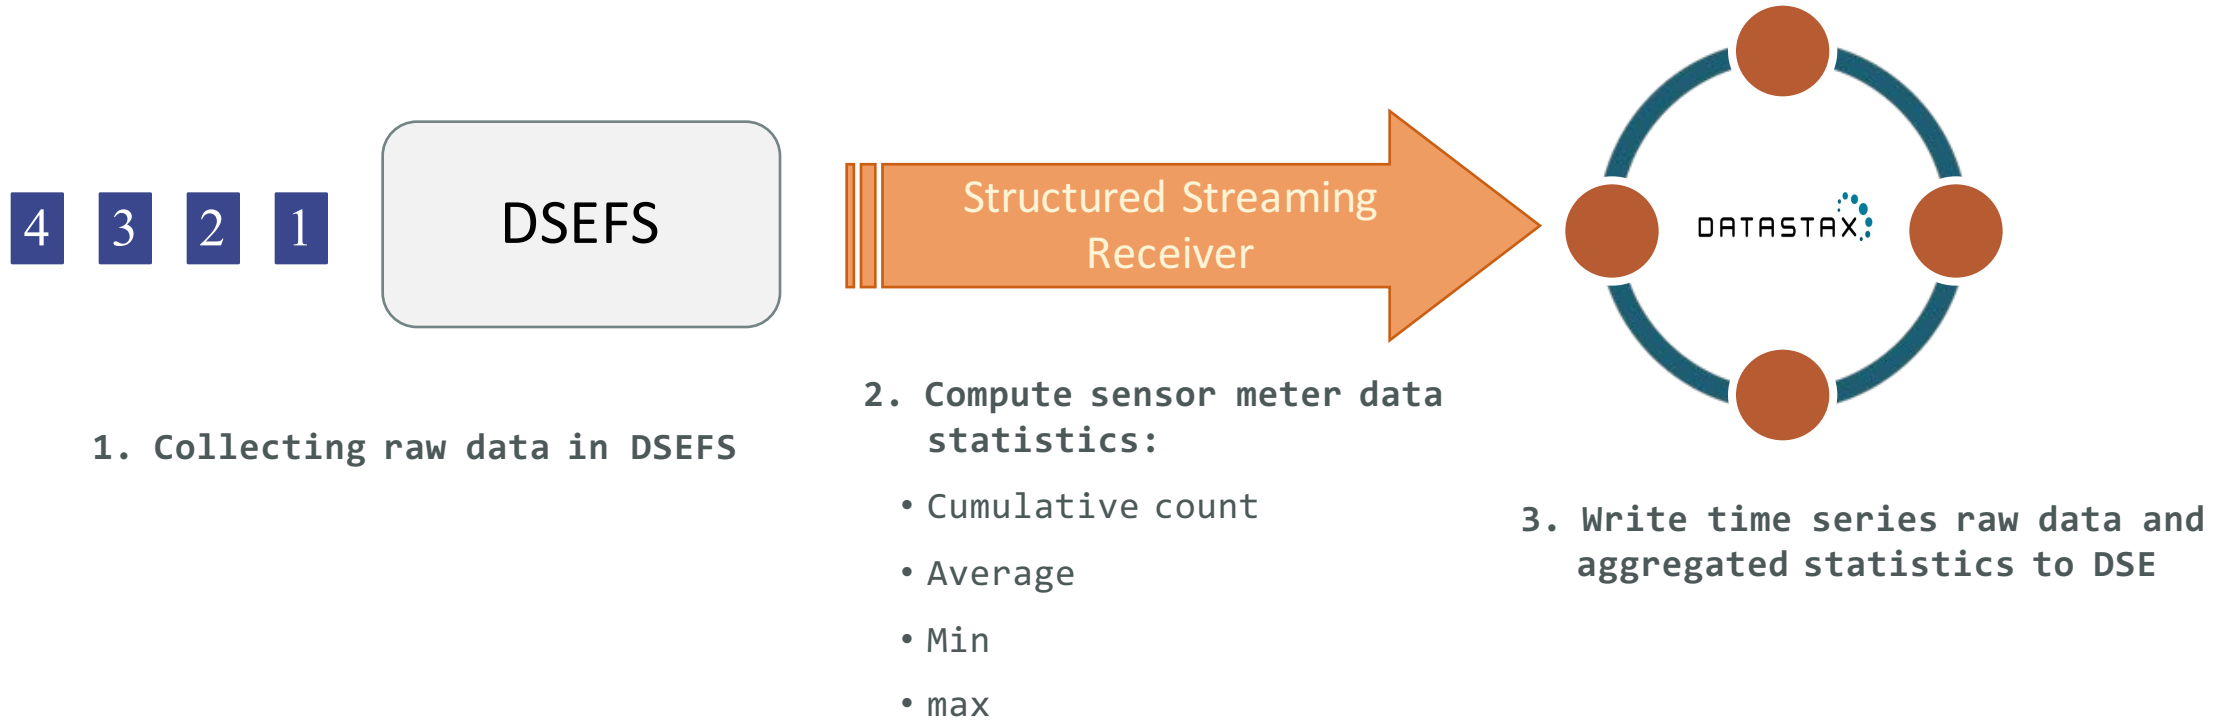 4 3 2 1
DSEFS
Structured Streaming
Receiver
DATASTAX
1. Collecting raw data in DSEFS
2. Compute sensor meter data
statistics:
• Cumulative count
• Average
• Min
• max
3. Write time series raw data and
aggregated statistics to DSE